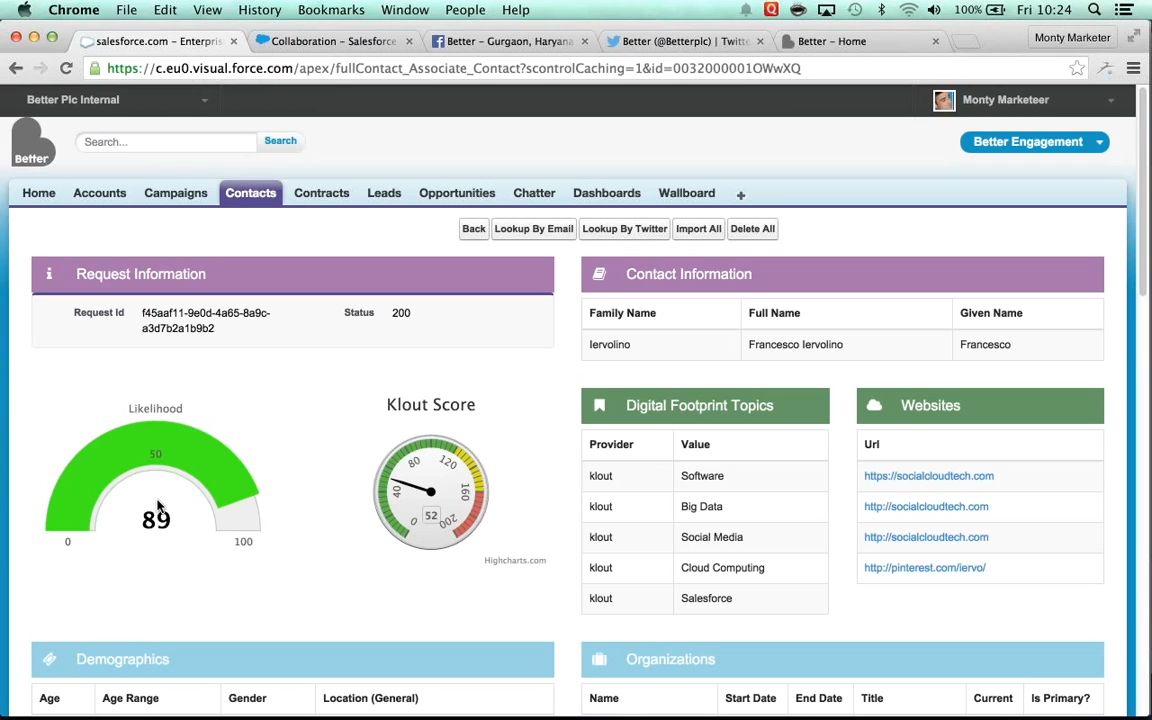 Chrome File Edit View History Bookmarks Window People Help 100% Fri 10:24
salesforce.com - Enterpris Collaboration - Salesforce Better - Gurgaon, Haryana Better (@Betterplc) | Twitte Better - Home Monty Marketer
https://c.eu0.visual.force.com/apex/fullContact_Associate_Contact?scontrolCaching=1&id=0032000001OWwXQ
Better Plc Internal Monty Marketeer
Better Search... Search Better Engagement
Home Accounts Campaigns Contacts Contracts Leads Opportunities Chatter Dashboards Wallboard +
Back Lookup By Email Lookup By Twitter Import All Delete All
Request Information
Request Id f45aaf11-9e0d-4a65-8a9c-
a3d7b2a1b9b2
Status 200
Contact Information
Family Name Full Name Given Name
Iervolino Francesco Iervolino Francesco
Likelihood
50
89
0 100
Klout Score
80 120
40 160
0 52 200
Highcharts.com
Digital Footprint Topics
Provider Value
klout Software
klout Big Data
klout Social Media
klout Cloud Computing
klout Salesforce
Websites
Url
https://socialcloudtech.com
http://socialcloudtech.com
http://socialcloudtech.com
http://pinterest.com/iervo/
Demographics
Age Age Range Gender Location (General)
Organizations
Name Start Date End Date Title Current Is Primary?